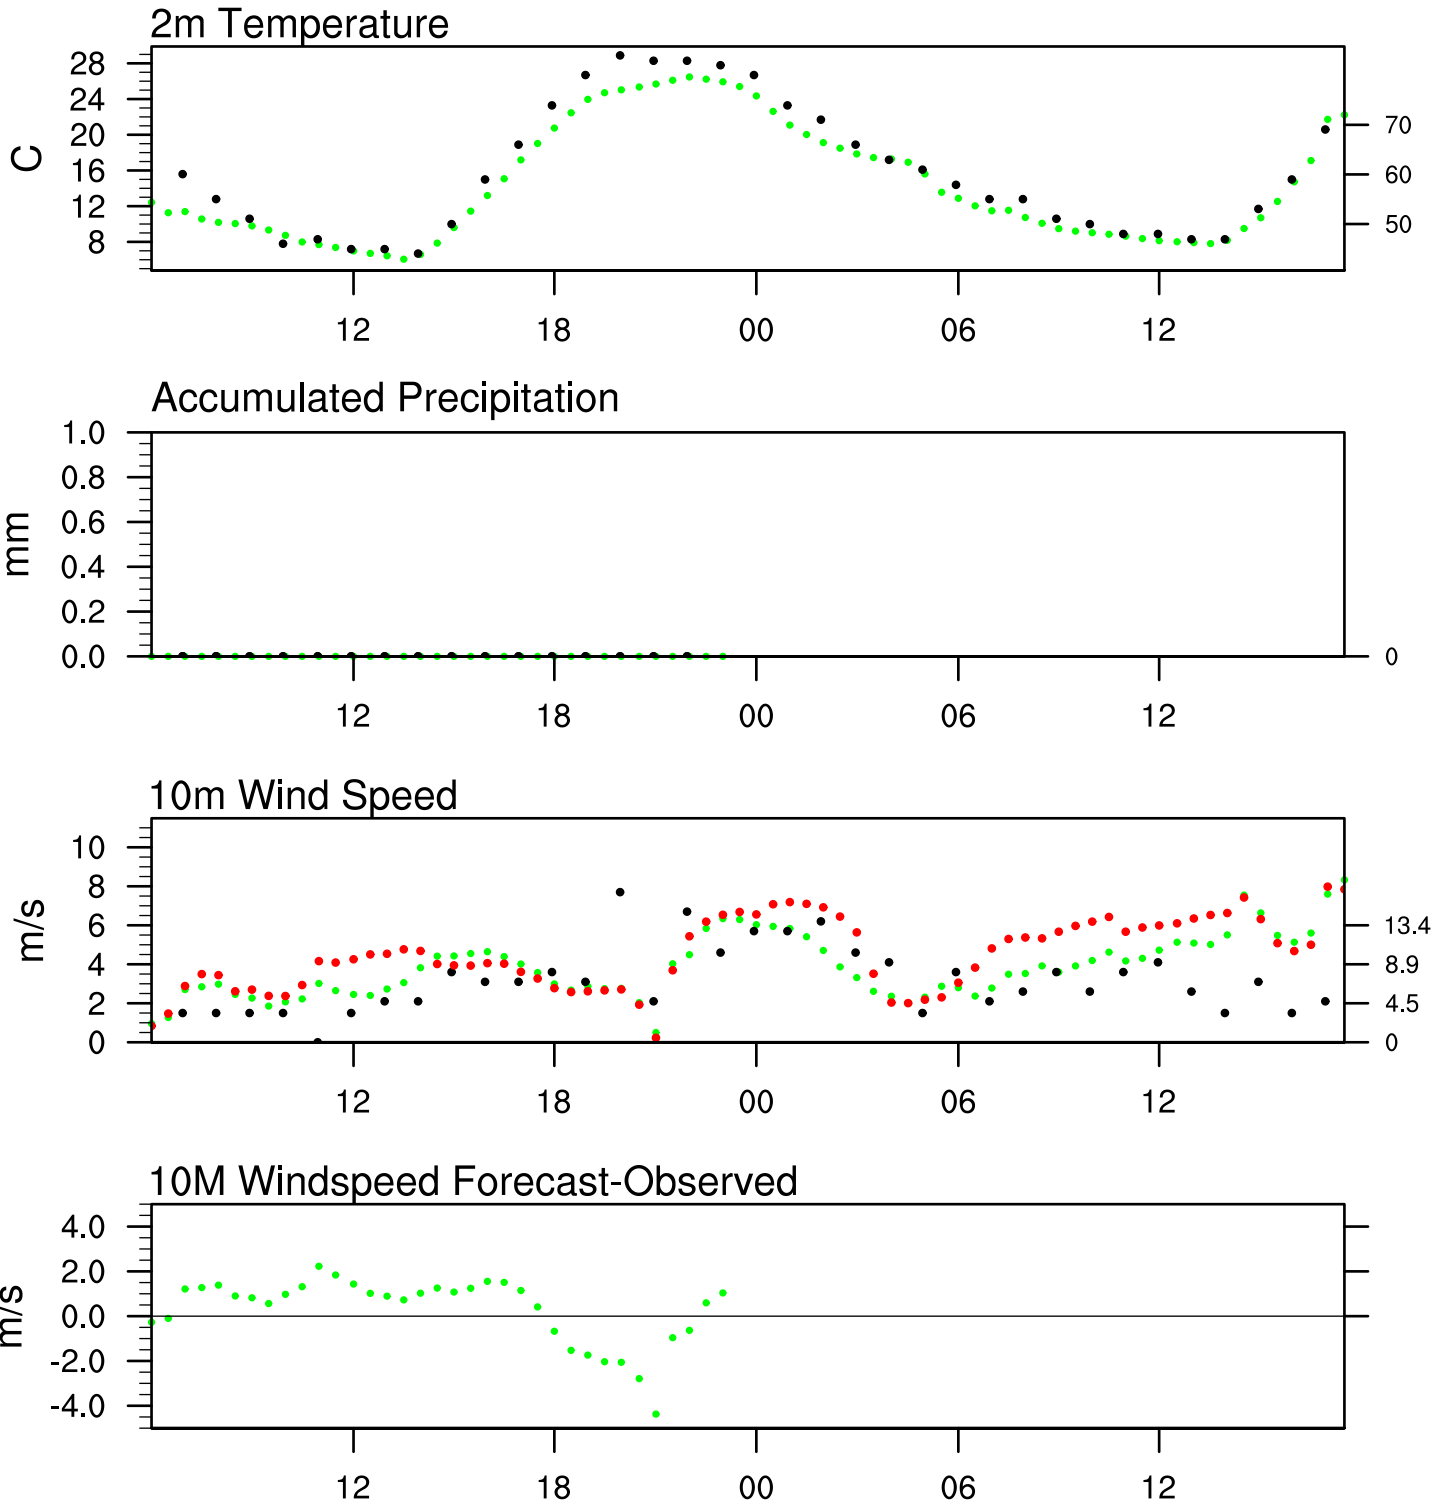 2m Temperature
28
24
20
16
12
8
C
70
60
50
12 18 00 06 12
Accumulated Precipitation
1.0
0.8
0.6
0.4
0.2
0.0
mm
0
12 18 00 06 12
10m Wind Speed
10
8
6
4
2
0
m/s
13.4
8.9
4.5
0
12 18 00 06 12
10M Windspeed Forecast-Observed
4.0
2.0
0.0
-2.0
-4.0
m/s
12 18 00 06 12